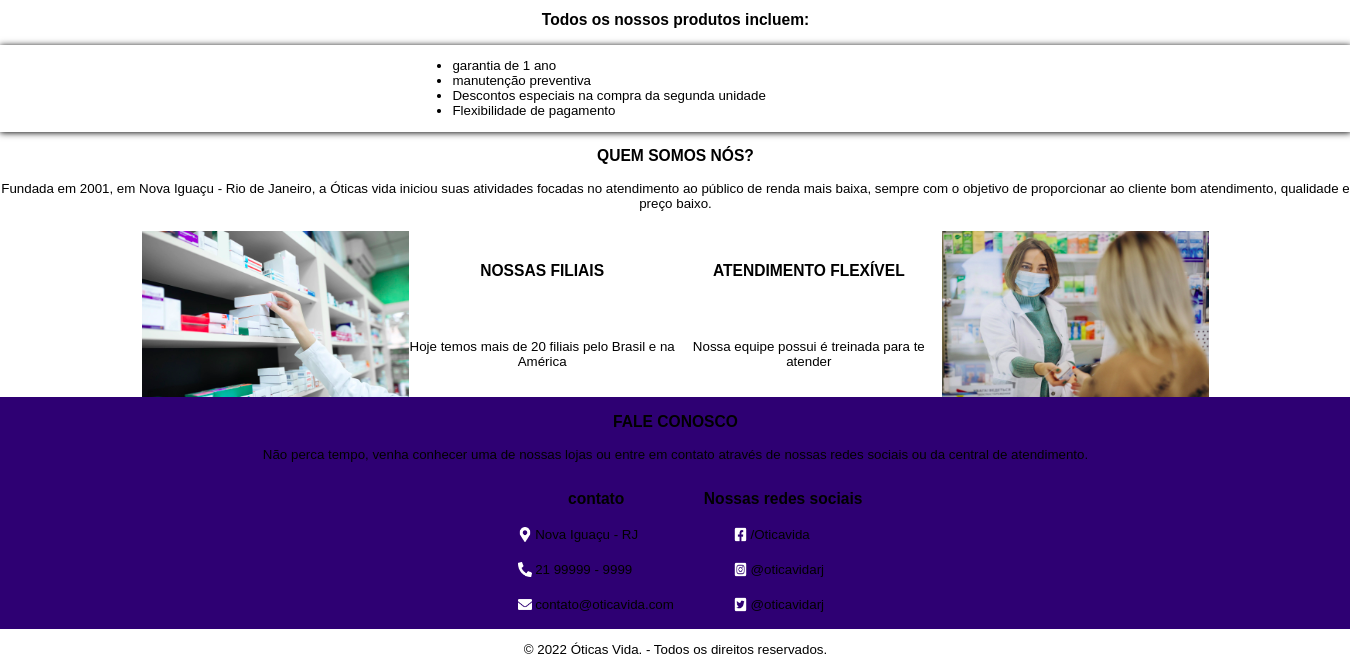 Todos os nossos produtos incluem:
garantia de 1 ano
manutenção preventiva
Descontos especiais na compra da segunda unidade
Flexibilidade de pagamento
QUEM SOMOS NÓS?
Fundada em 2001, em Nova Iguaçu - Rio de Janeiro, a Óticas vida iniciou suas atividades focadas no atendimento ao público de renda mais baixa, sempre com o objetivo de proporcionar ao cliente bom atendimento, qualidade e
preço baixo.
NOSSAS FILIAIS
Hoje temos mais de 20 filiais pelo Brasil e na
América
ATENDIMENTO FLEXÍVEL
Nossa equipe possui é treinada para te
atender
FALE CONOSCO
Não perca tempo, venha conhecer uma de nossas lojas ou entre em contato através de nossas redes sociais ou da central de atendimento.
contato
Nova Iguaçu - RJ
21 99999 - 9999
contato@oticavida.com
Nossas redes sociais
/Oticavida
@oticavidarj
@oticavidarj
© 2022 Óticas Vida. - Todos os direitos reservados.